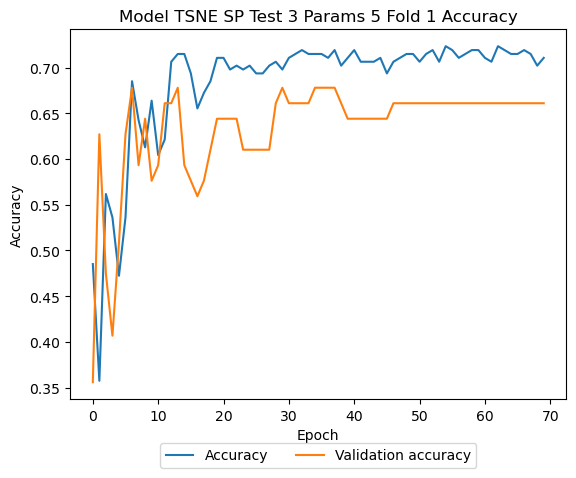 Model TSNE SP Test 3 Params 5 Fold 1 Accuracy
Accuracy
0.70
0.65
0.60
0.55
0.50
0.45
0.40
0.35
0 10 20 30 40 50 60 70
Epoch
Accuracy Validation accuracy